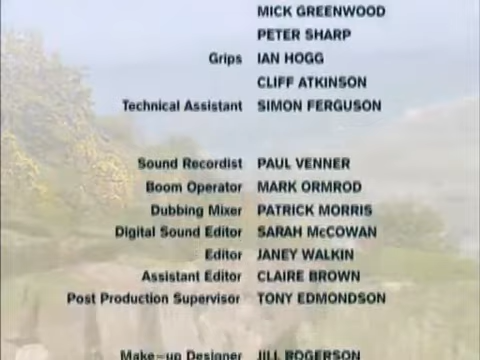 MICK GREENWOOD
PETER SHARP
Grips IAN HOGG
CLIFF ATKINSON
Technical Assistant SIMON FERGUSON
Sound Recordist PAUL VENNER
Boom Operator MARK ORMROD
Dubbing Mixer PATRICK MORRIS
Digital Sound Editor SARAH McCOWAN
Editor JANEY WALKIN
Assistant Editor CLAIRE BROWN
Post Production Supervisor TONY EDMONDSON
Make-up Designer JILL ROGERSON